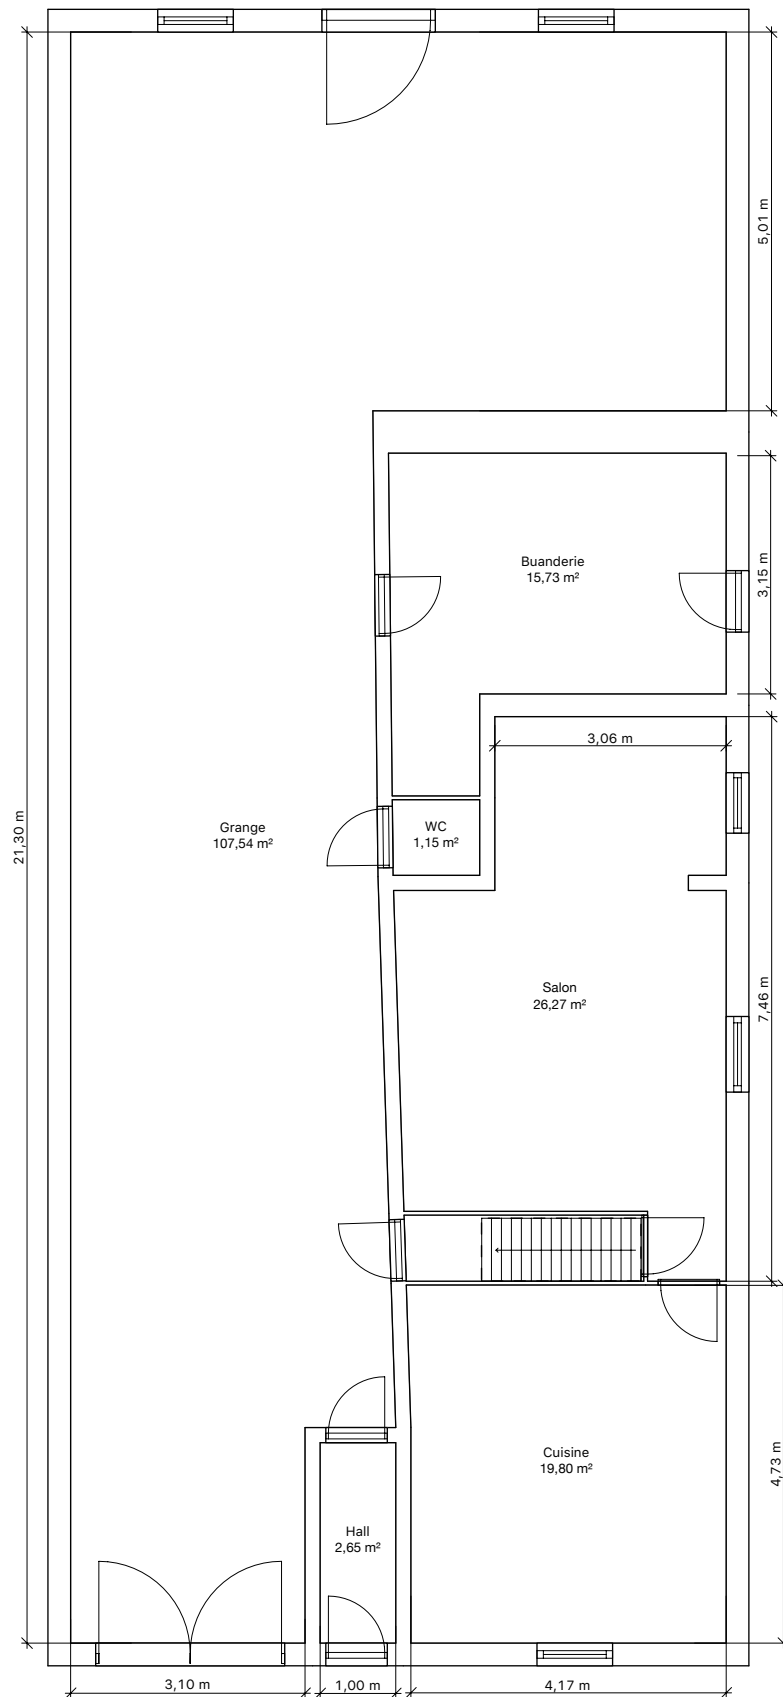 5,01 m
Buanderie
15,73 m²
3,15 m
3,06 m
21,30 m
Grange
107,54 m²
WC
1,15 m²
Salon
26,27 m²
7,46 m
Cuisine
19,80 m²
4,73 m
Hall
2,65 m²
3,10 m
1,00 m
4,17 m